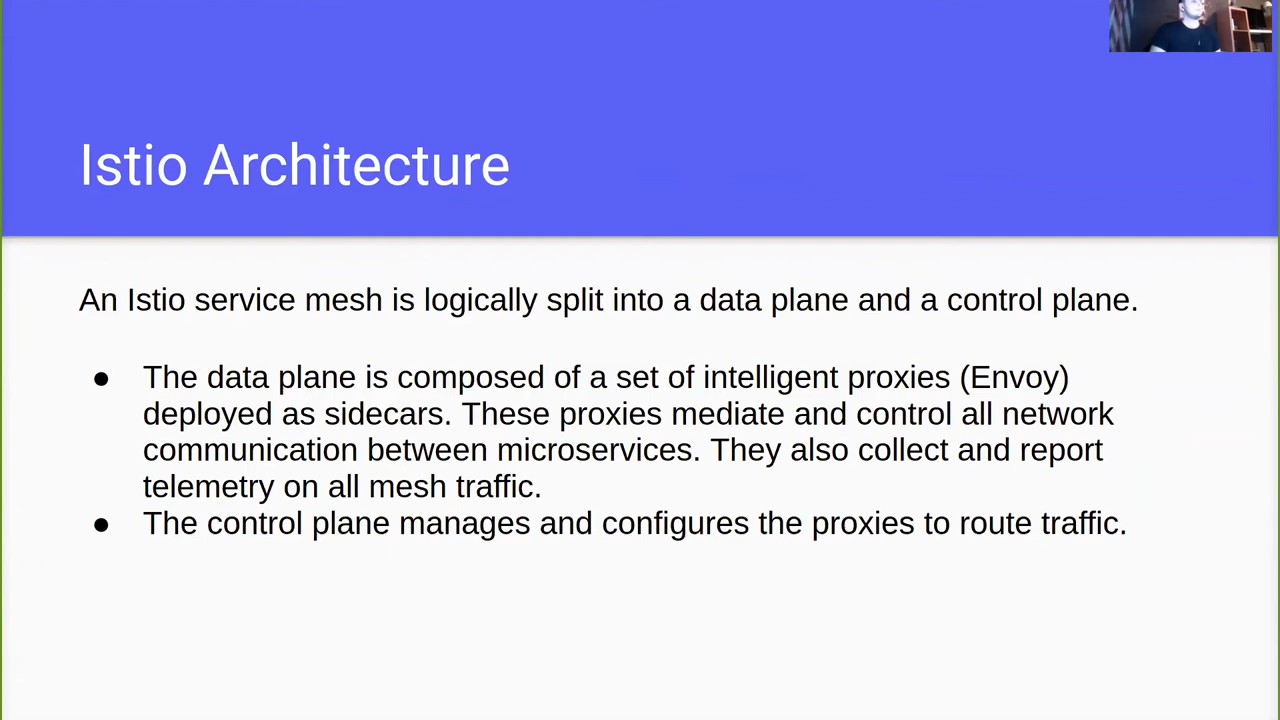 Istio Architecture
An Istio service mesh is logically split into a data plane and a control plane.
● The data plane is composed of a set of intelligent proxies (Envoy)
deployed as sidecars. These proxies mediate and control all network
communication between microservices. They also collect and report
telemetry on all mesh traffic.
● The control plane manages and configures the proxies to route traffic.